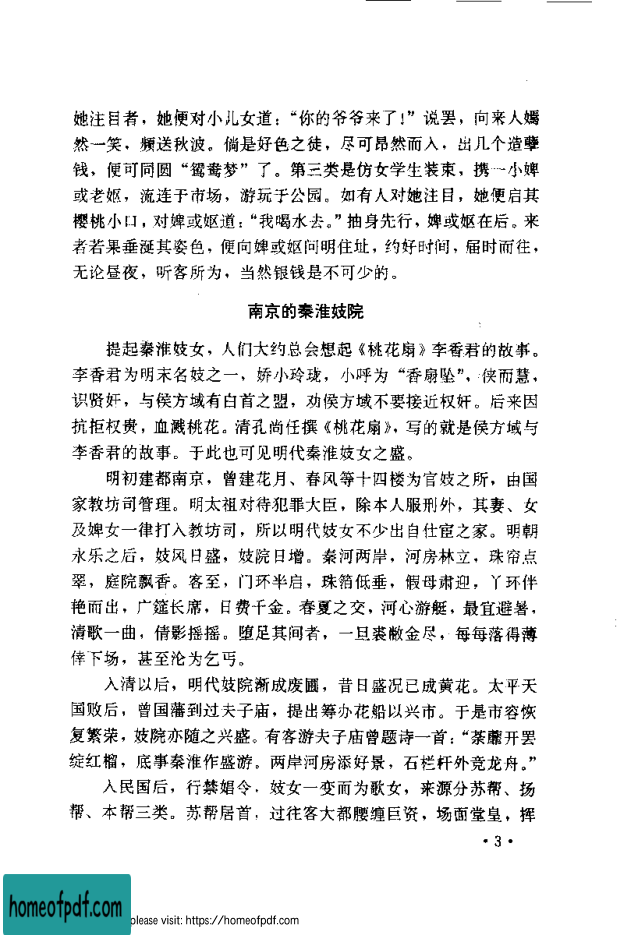 她注目者，她便对小儿女道：“你的爷爷来了！”说罢，向来人嫣
然一笑，频送秋波。倘是好色之徒，尽可昂然而入，出几个造孽
钱，便可同圆“鸳鸯梦”了。第三类是仿女学生装束，携一小婢
或老妪，流连于市场，游玩于公园。如有人对她注目，她便启其
樱桃小口，对婢或妪道：“我喝水去。”抽身先行，婢或妪在后。来
者若果垂涎其姿色，便向婢或妪问明住址，约好时间，届时而往，
无论昼夜，听客所为，当然银钱是不可少的。
南京的秦淮妓院
提起秦淮妓女，人们大约总会想起《桃花扇》李香君的故事。
李香君为明末名妓之一，娇小玲珑，小呼为“香扇坠”，侠而慧，
识贤奸，与侯方域有白首之盟，劝侯方域不要接近权奸。后来因
抗拒权贵，血溅桃花。清孔尚任撰《桃花扇》，写的就是侯方域与
李香君的故事。于此也可见明代秦淮妓女之盛。
明初建都南京，曾建花月、春风等十四楼为官妓之所，由国
家教坊司管理。明太祖对待犯罪大臣，除本人服刑外，其妻、女
及婢女一律打入教坊司，所以明代妓女不少出自仕宦之家。明朝
永乐之后，妓风日盛，妓院日增。秦河两岸，河房林立，珠帘点
翠，庭院飘香。客至，门环半启，珠箔低垂，假母肃迎，丫环伴
艳而出，广筵长席，日费千金。春夏之交，河心游艇，最宜避暑，
清歌一曲，倩影摇摇。堕足其间者，一旦裘敝金尽，每每落得薄
倖下场，甚至沦为乞丐。
入清以后，明代妓院渐成废圃，昔日盛况已成黄花。太平天
国败后，曾国藩到过夫子庙，提出筹办花船以兴市。于是市容恢
复繁荣，妓院亦随之兴盛。有客游夫子庙曾题诗一首：“荼蘼开罢
绽红榴，底事秦淮作盛游。两岸河房添好景，石栏杆外竞龙舟。”
入民国后，行禁娼令，妓女一变而为歌女，来源分苏帮、扬
帮、本帮三类。苏帮居首，过往客大都腰缠巨资，场面堂皇，挥
·3·
homeofpdf.com
please visit: https://homeofpdf.com